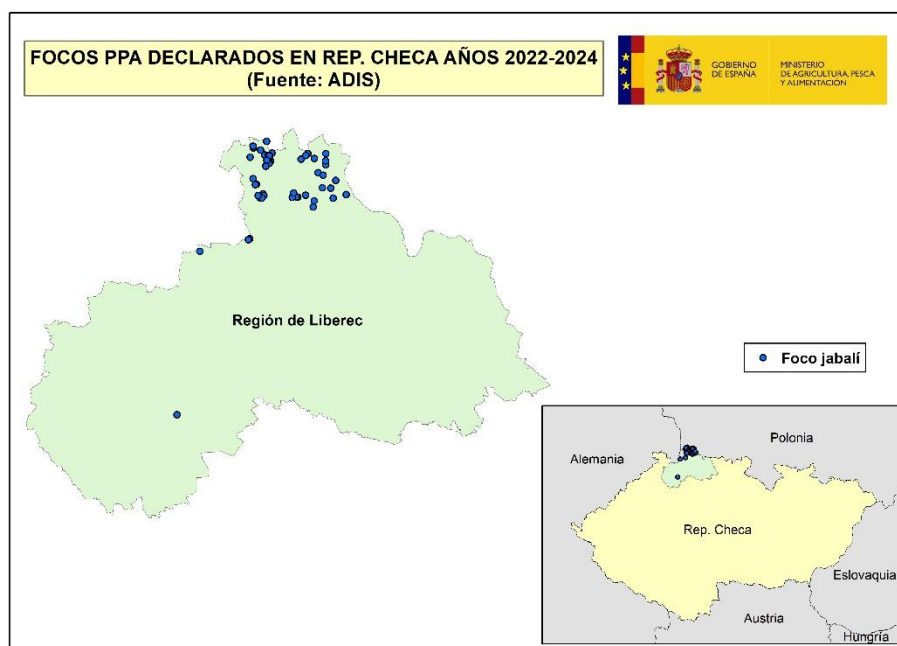 FOCOS PPA DECLARADOS EN REP. CHECA AÑOS 2022-2024
(Fuente: ADIS)
GOBIERNO
DE ESPAÑA
MINISTERIO
DE AGRICULTURA, PESCA
Y ALIMENTACIÓN
Región de Liberec
Foco jabalí
Alemania
Polonia
Rep. Checa
Eslovaquia
Austria
Hungría